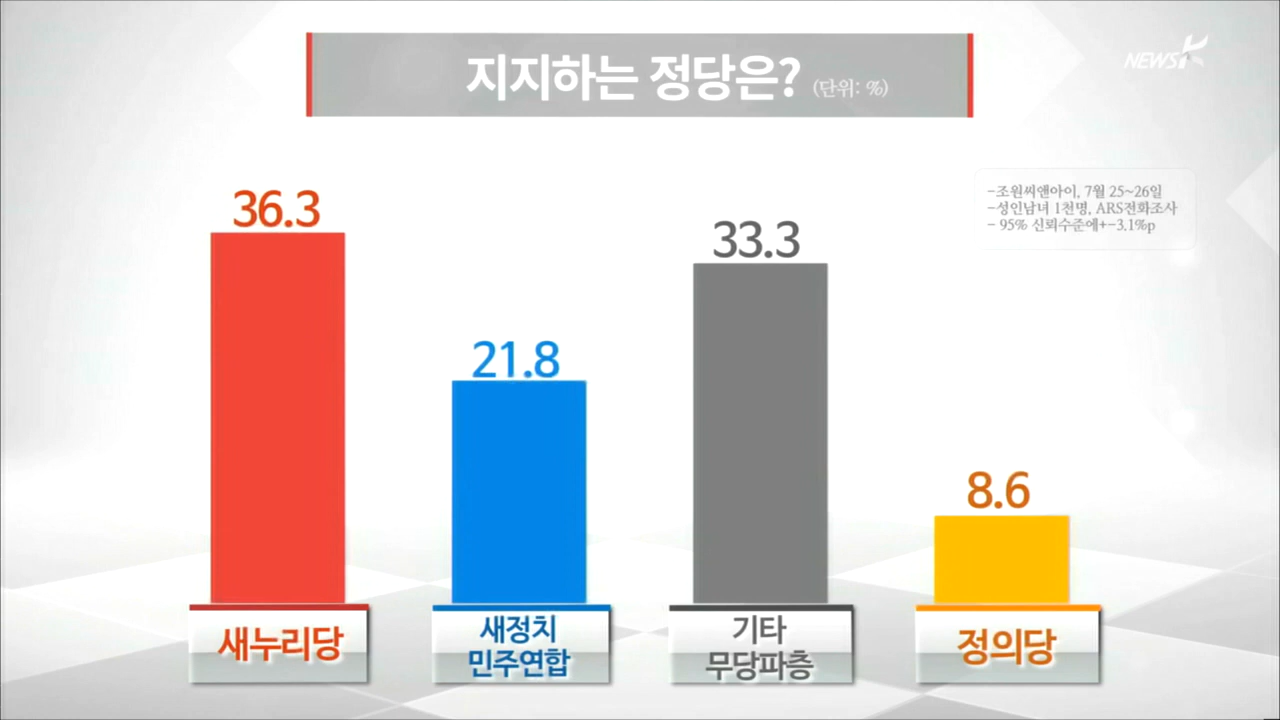 지지하는 정당은? (단위: %)
NEWSK
-조원씨앤아이, 7월 25~26일
-성인남녀 1천명, ARS전화조사
- 95% 신뢰수준에+-3.1%p
36.3
21.8
33.3
8.6
새누리당
새정치
민주연합
기타
무당파층
정의당